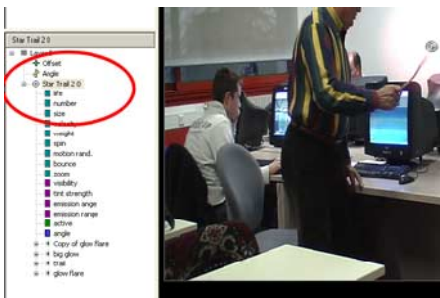 Star Trail 2 0
Offset
Angle
Star Trail 2 0
life
number
size
weight
spin
motion rand.
bounce
zoom
visibility
tint strength
emission angle
emission range
active
angle
Copy of glow flare
big glow
trail
glow flare